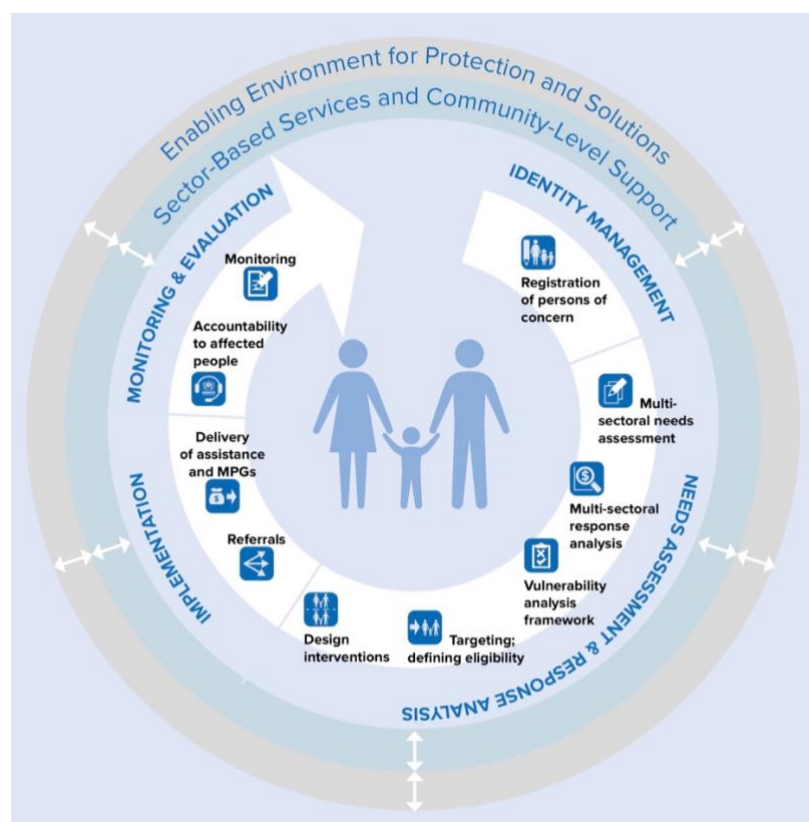 Enabling Environment for Protection and Solutions
Sector-Based Services and Community-Level Support
IDENTITY MANAGEMENT
Registration
of persons of
concern
NEEDS ASSESSMENT & RESPONSE ANALYSIS
Multi-
sectoral needs
assessment
Multi-sectoral
response
analysis
Vulnerability
analysis
framework
Targeting;
defining eligibility
Design
interventions
IMPLEMENTATION
Referrals
Delivery
of assistance
and MPGs
MONITORING & EVALUATION
Accountability
to affected
people
Monitoring